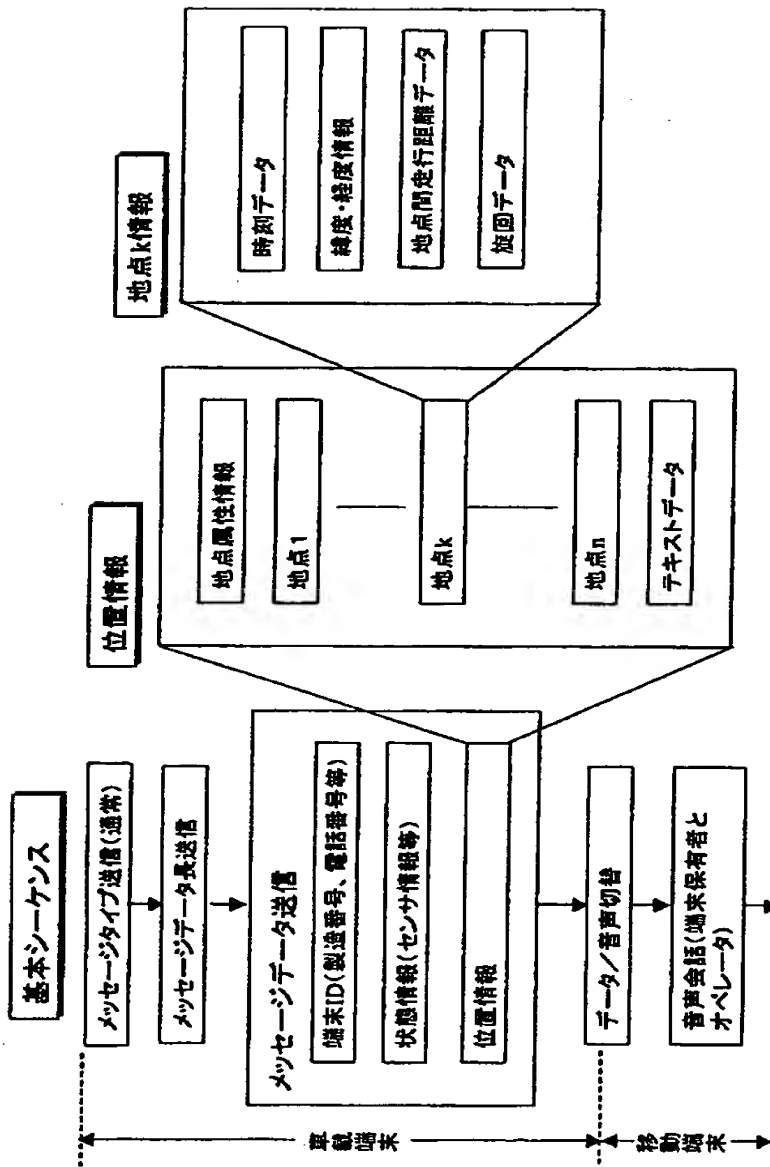 基本シーケンス
メッセージタイプ送信(通常)
メッセージデータ長送信
メッセージデータ送信
端末ID(製造番号、電話番号等)
状態情報(センサ情報等)
位置情報
データ/音声切替
音声会話(端末保有者と
オペレータ)
車載端末
移動端末
位置情報
地点属性情報
地点1
地点k
地点n
テキストデータ
地点k情報
時刻データ
緯度・経度情報
地点間走行距離データ
旋回データ